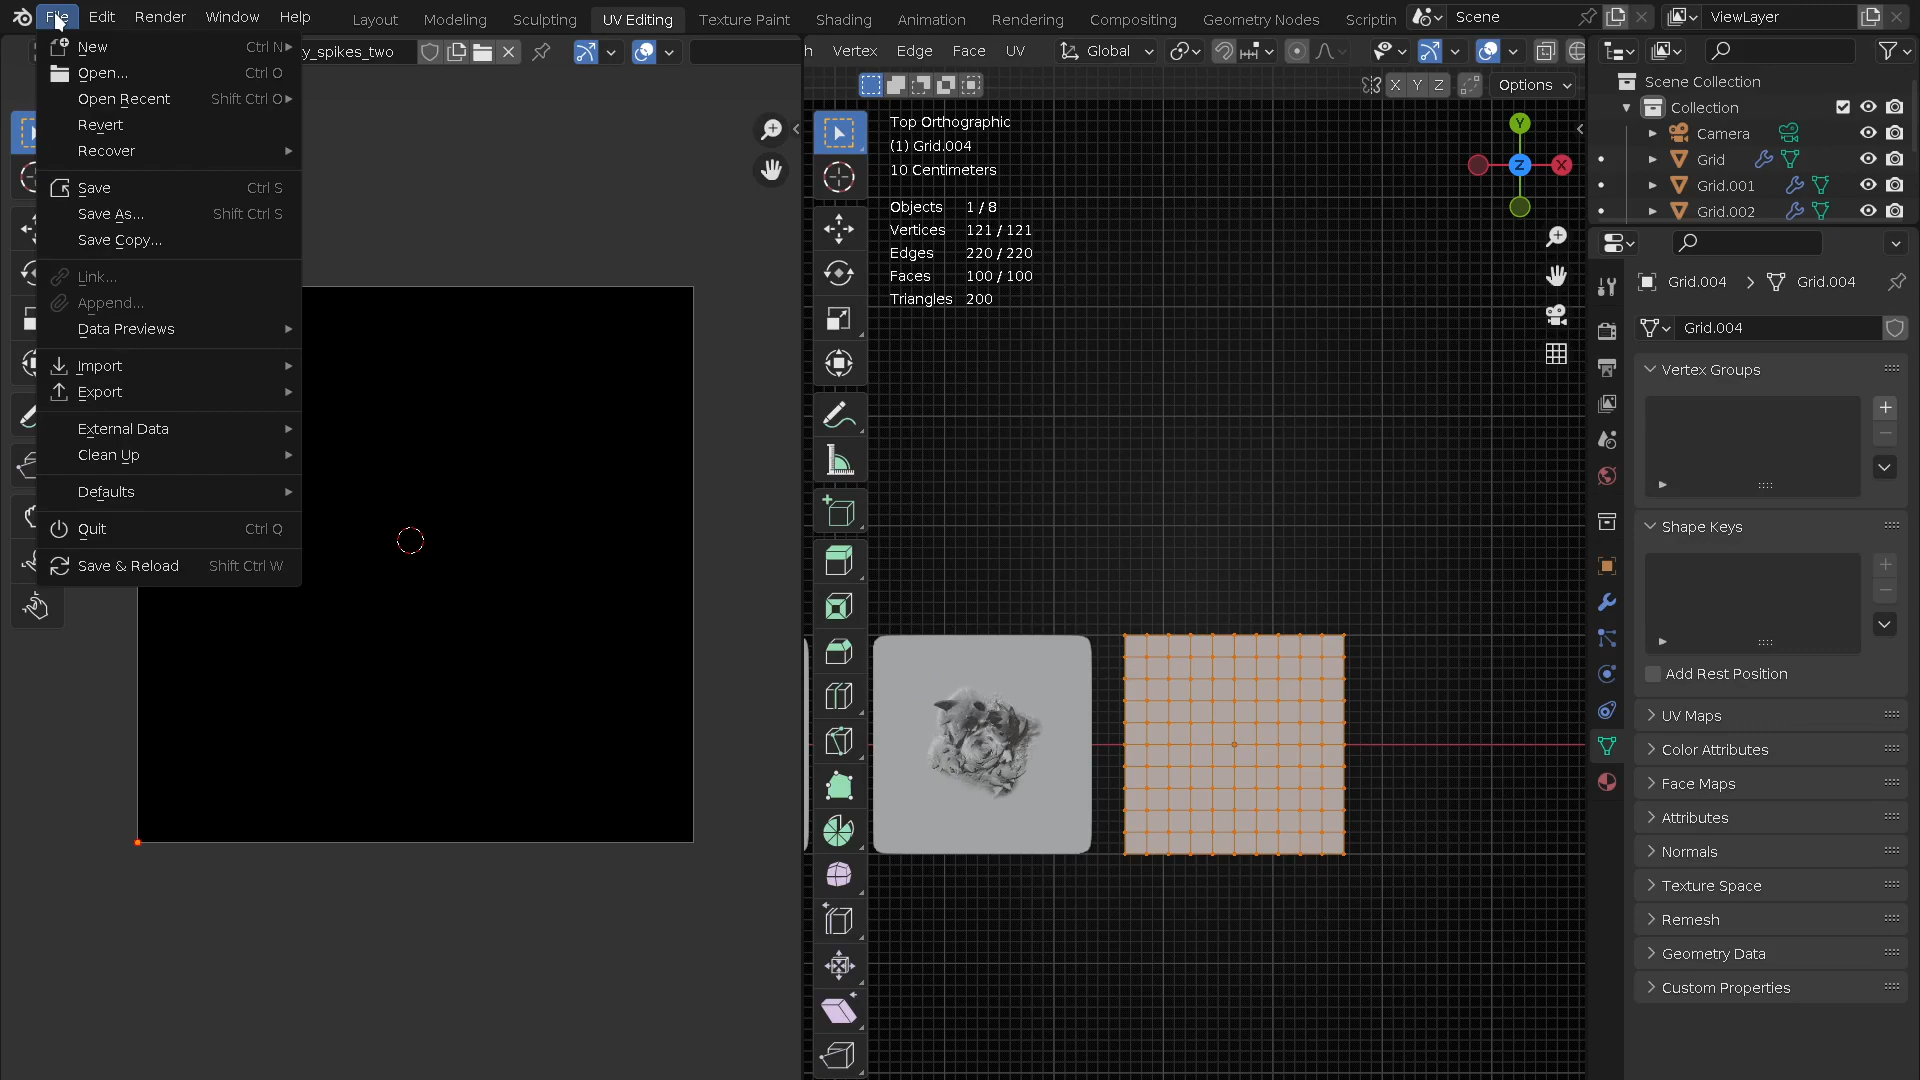 File Edit Render Window Help Layout Modeling Sculpting UV Editing Texture Paint Shading Animation Rendering Compositing Geometry Nodes Scriptin Scene ViewLayer
New Ctrl N
Open... Ctrl O
Open Recent Shift Ctrl O
Revert
Recover
Save Ctrl S
Save As... Shift Ctrl S
Save Copy...
Link...
Append...
Data Previews
Import
Export
External Data
Clean Up
Defaults
Quit Ctrl Q
Save & Reload Shift Ctrl W
y_spikes_two
h Vertex Edge Face UV Global
X Y Z Options
Top Orthographic
(1) Grid.004
10 Centimeters
Objects 1 / 8
Vertices 121 / 121
Edges 220 / 220
Faces 100 / 100
Triangles 200
Y
Z X
Scene Collection
Collection
Camera
Grid
Grid.001
Grid.002
Grid.004 Grid.004
Grid.004
Vertex Groups
Shape Keys
Add Rest Position
UV Maps
Color Attributes
Face Maps
Attributes
Normals
Texture Space
Remesh
Geometry Data
Custom Properties